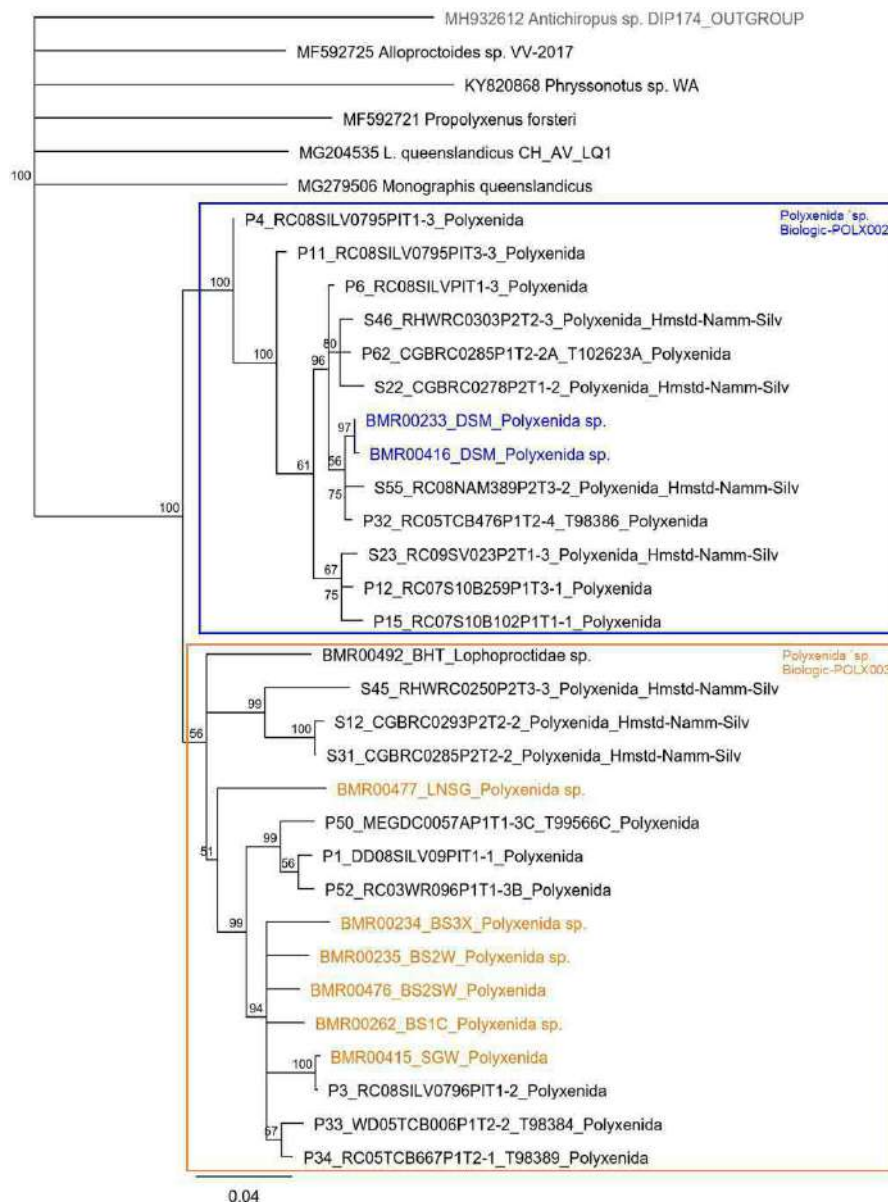 MH932612 Antichiropus sp. DIP174_OUTGROUP
MF592725 Alloproctoides sp. VV-2017
KY820868 Phryssonotus sp. WA
MF592721 Propolyxenus forsteri
MG204535 L. queenslandicus CH_AV_LQ1
100
MG279506 Monographis queenslandicus
P4_RC08SILV0795PIT1-3_Polyxenida
Polyxenida `sp.
Biologic-POLX002
P11_RC08SILV0795PIT3-3_Polyxenida
100
P6_RC08SILVPIT1-3_Polyxenida
S46_RHWRC0303P2T2-3_Polyxenida_Hmstd-Namm-Silv
80
100
96
P62_CGBRC0285P1T2-2A_T102623A_Polyxenida
S22_CGBRC0278P2T1-2_Polyxenida_Hmstd-Namm-Silv
BMR00233_DSM_Polyxenida sp.
97
BMR00416_DSM_Polyxenida sp.
61
56
75
S55_RC08NAM389P2T3-2_Polyxenida_Hmstd-Namm-Silv
P32_RC05TCB476P1T2-4_T98386_Polyxenida
100
S23_RC09SV023P2T1-3_Polyxenida_Hmstd-Namm-Silv
67
75
P12_RC07S10B259P1T3-1_Polyxenida
P15_RC07S10B102P1T1-1_Polyxenida
BMR00492_BHT_Lophoproctidae sp.
Polyxenida `sp.
Biologic-POLX003
S45_RHWRC0250P2T3-3_Polyxenida_Hmstd-Namm-Silv
99
S12_CGBRC0293P2T2-2_Polyxenida_Hmstd-Namm-Silv
56
100
S31_CGBRC0285P2T2-2_Polyxenida_Hmstd-Namm-Silv
BMR00477_LNSG_Polyxenida sp.
P50_MEGDC0057AP1T1-3C_T99566C_Polyxenida
99
51
P1_DD08SILV09PIT1-1_Polyxenida
56
P52_RC03WR096P1T1-3B_Polyxenida
99
BMR00234_BS3X_Polyxenida sp.
BMR00235_BS2W_Polyxenida sp.
BMR00476_BS2SW_Polyxenida
94
BMR00262_BS1C_Polyxenida sp.
BMR00415_SGW_Polyxenida
100
P3_RC08SILV0796PIT1-2_Polyxenida
P33_WD05TCB006P1T2-2_T98384_Polyxenida
67
P34_RC05TCB667P1T2-1_T98389_Polyxenida
0.04